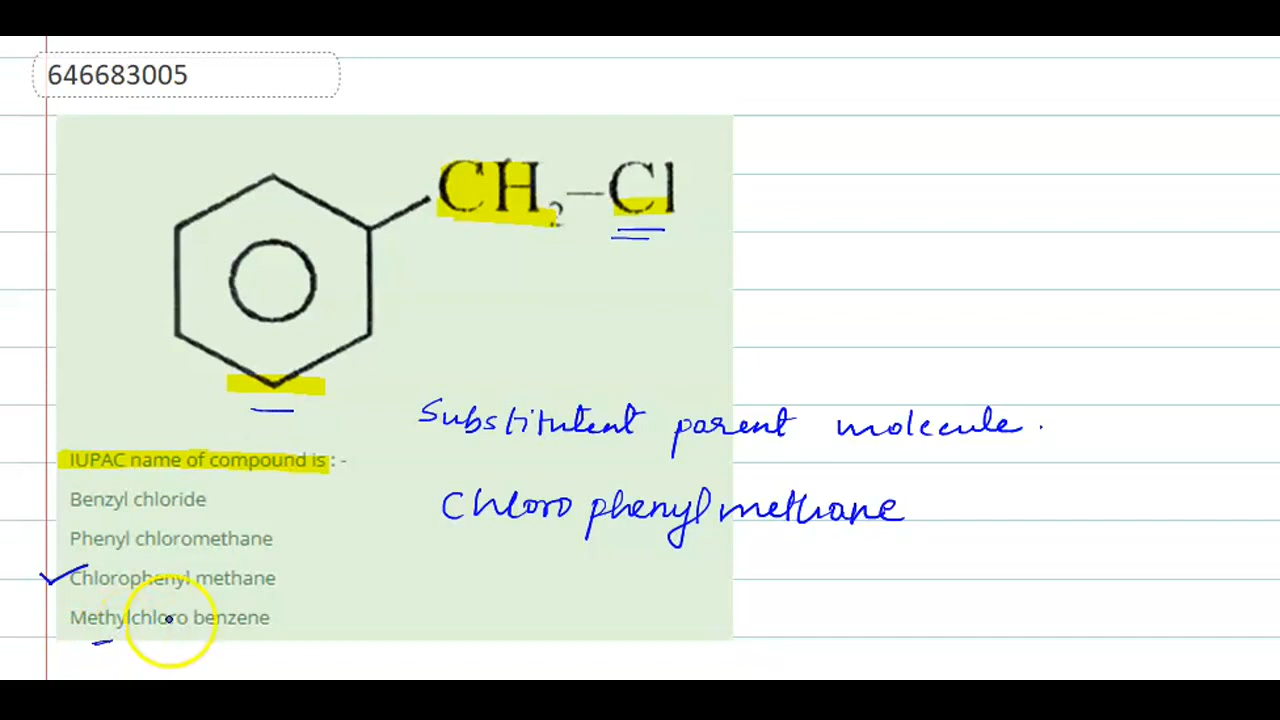 646683005
CH₂–Cl
Substitutent parent molecule.
IUPAC name of compound is : -
Benzyl chloride
Chloro phenyl methane
Phenyl chloromethane
Chlorophenyl methane
Methylchloro benzene